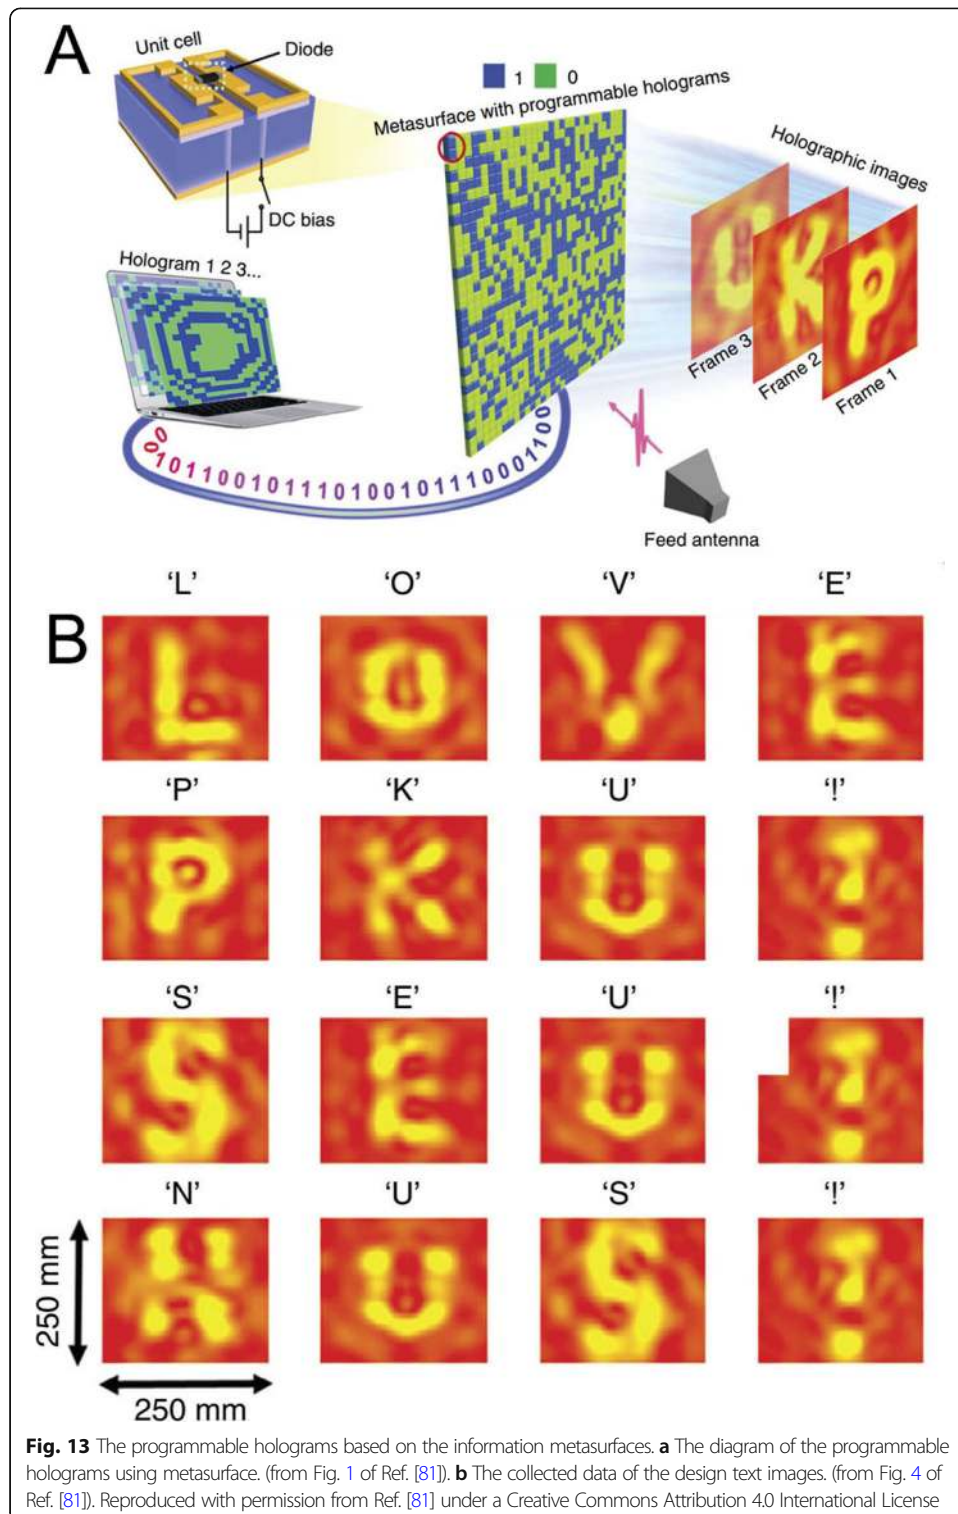 A
Unit cell
Diode
1 0
Metasurface with programmable holograms
Holographic images
DC bias
Hologram 1 2 3...
Frame 3
Frame 2
Frame 1
Feed antenna
B
‘L’ ‘O’ ‘V’ ‘E’
‘P’ ‘K’ ‘U’ ‘!’
‘S’ ‘E’ ‘U’ ‘!’
‘N’ ‘U’ ‘S’ ‘!’
250 mm
250 mm
Fig. 13 The programmable holograms based on the information metasurfaces. a The diagram of the programmable
holograms using metasurface. (from Fig. 1 of Ref. [81]). b The collected data of the design text images. (from Fig. 4 of
Ref. [81]). Reproduced with permission from Ref. [81] under a Creative Commons Attribution 4.0 International License